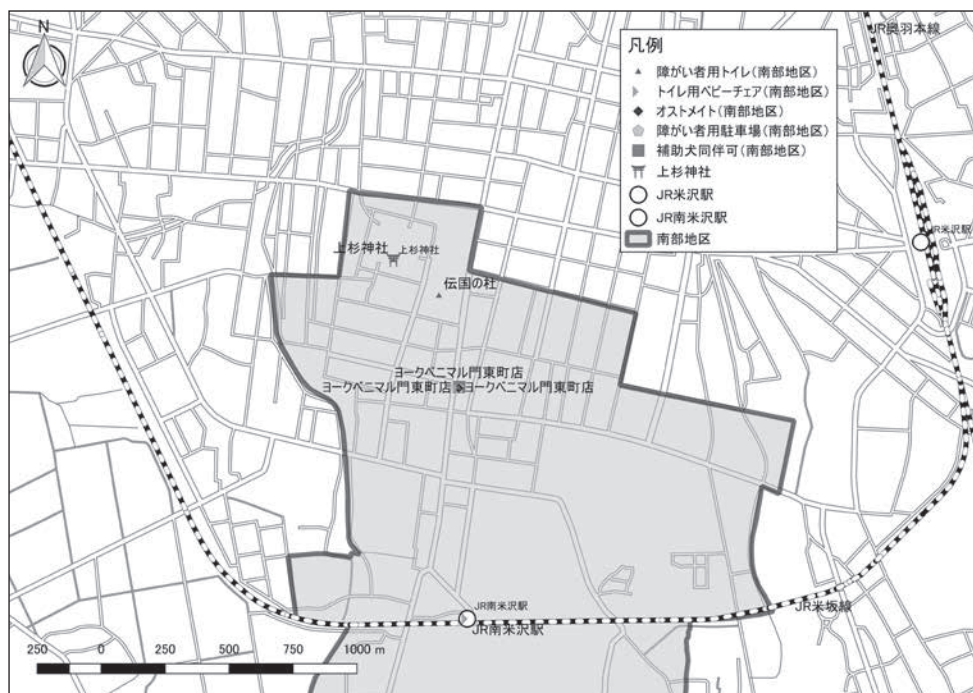 N
JR奥羽本線
凡例
障がい者用トイレ(南部地区)
トイレ用ベビーチェア(南部地区)
オストメイト(南部地区)
障がい者用駐車場(南部地区)
補助犬同伴可(南部地区)
上杉神社
JR米沢駅
JR南米沢駅
南部地区
JR米沢駅
上杉神社 上杉神社
伝国の杜
ヨークベニマル門東町店
ヨークベニマル門東町店 ヨークベニマル門東町店
JR南米沢駅
JR南米沢駅
JR米坂線
250 0 250 500 750 1000 m